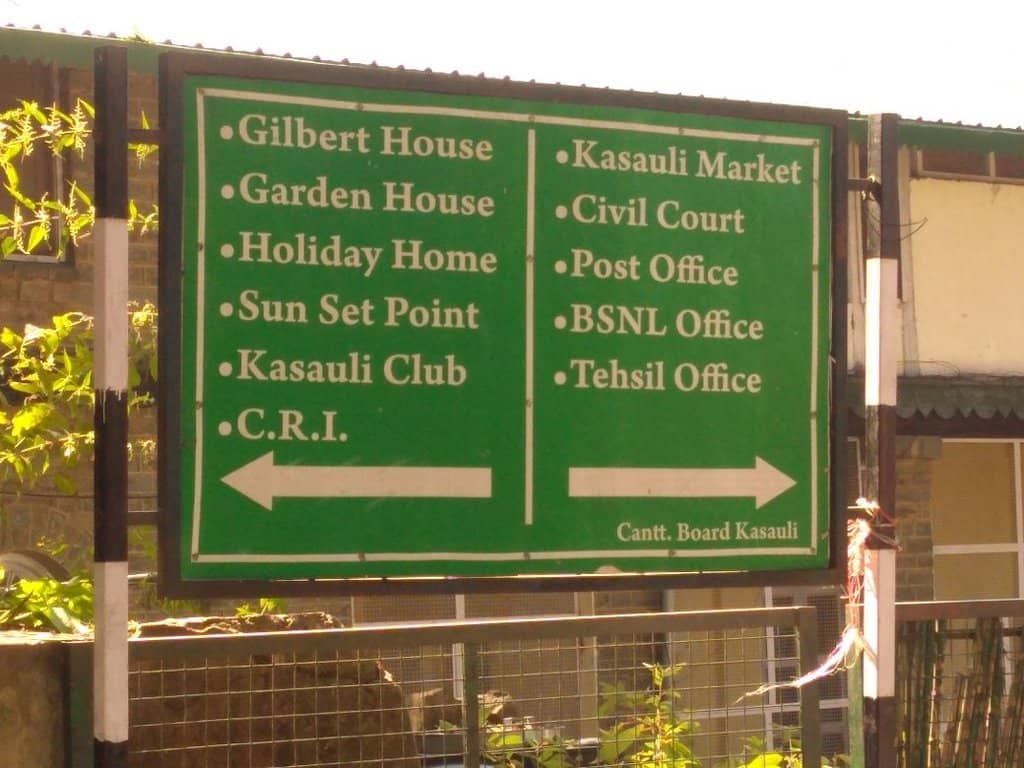 •Gilbert House
•Garden House
•Holiday Home
•Sun Set Point
•Kasauli Club
•C.R.I.
•Kasauli Market
•Civil Court
•Post Office
•BSNL Office
•Tehsil Office
Cantt. Board Kasauli